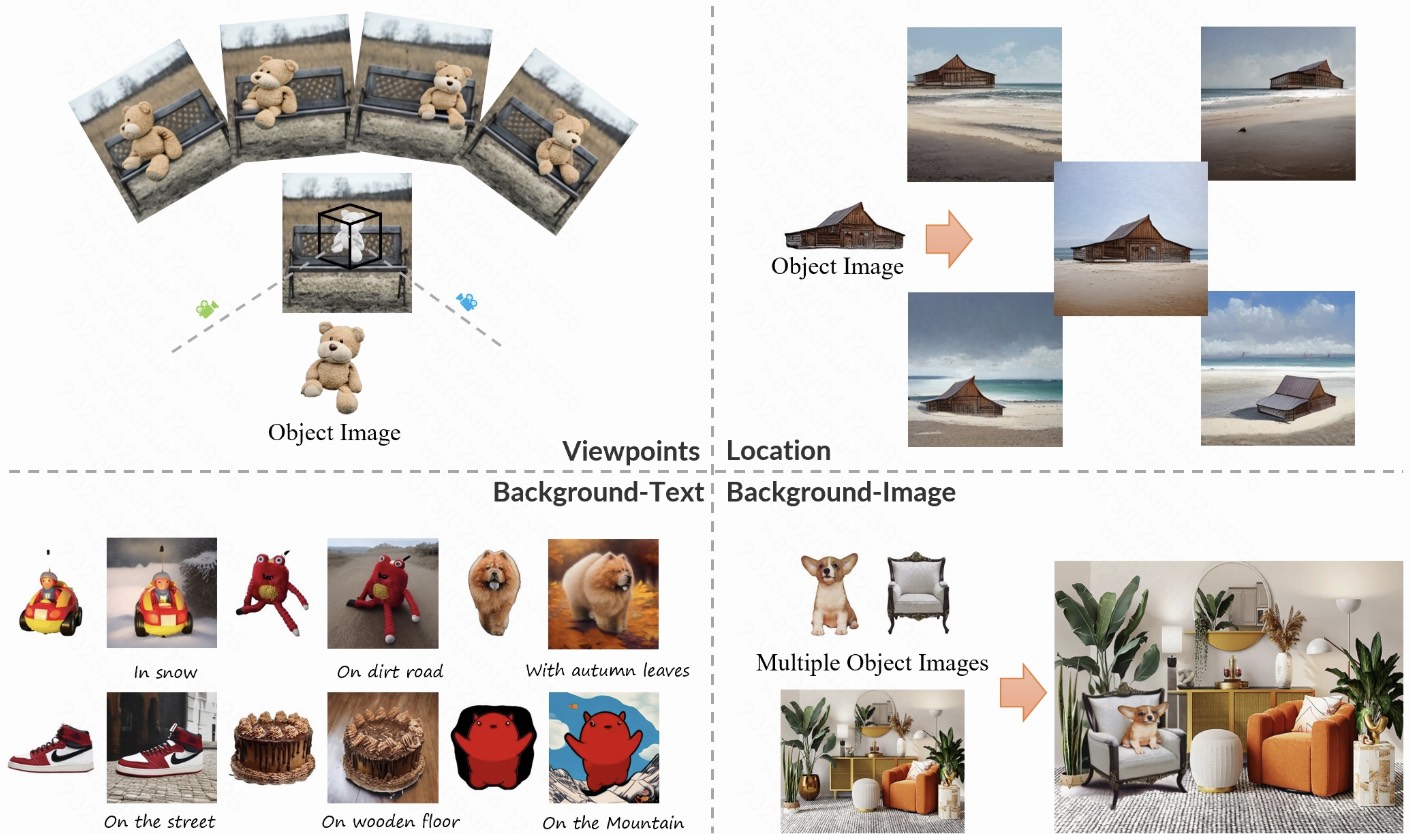 Object Image
Viewpoints
Object Image
Location
Background-Text
In snow
On dirt road
With autumn leaves
On the street
On wooden floor
On the Mountain
Background-Image
Multiple Object Images